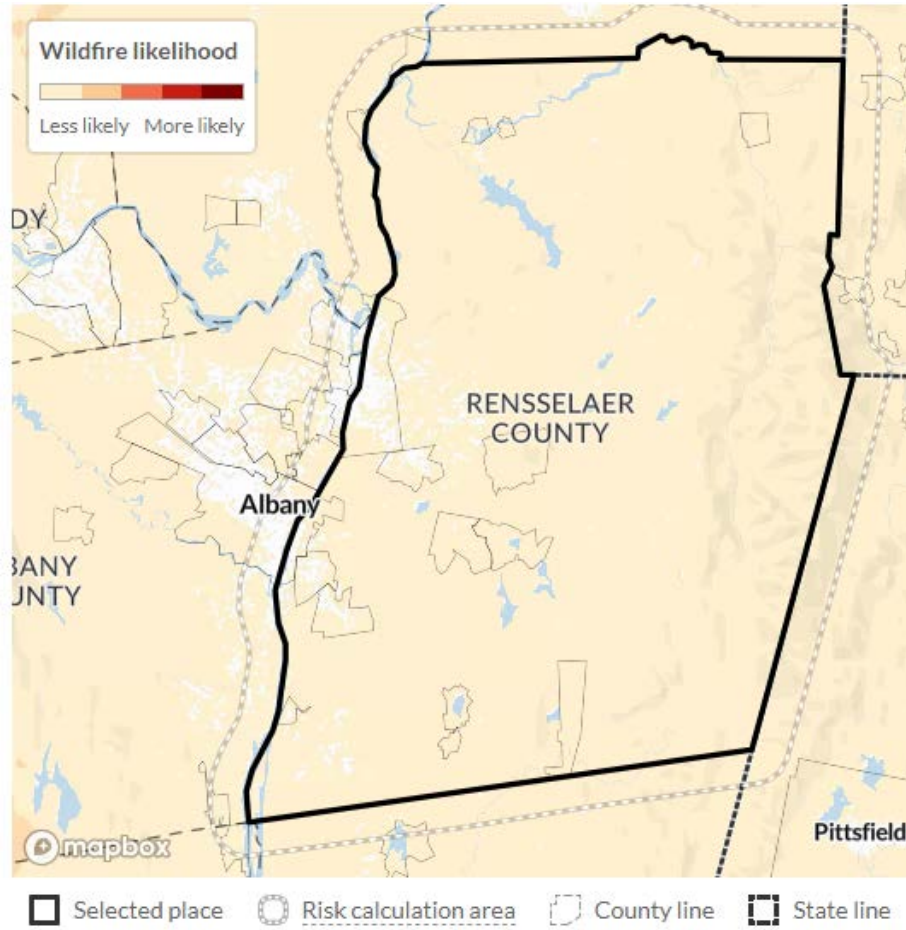 Wildfire likelihood
Less likely More likely
DY
RENSSELAER
COUNTY
Albany
BANY
UNTY
Pittsfield
mapbox
Selected place Risk calculation area County line State line